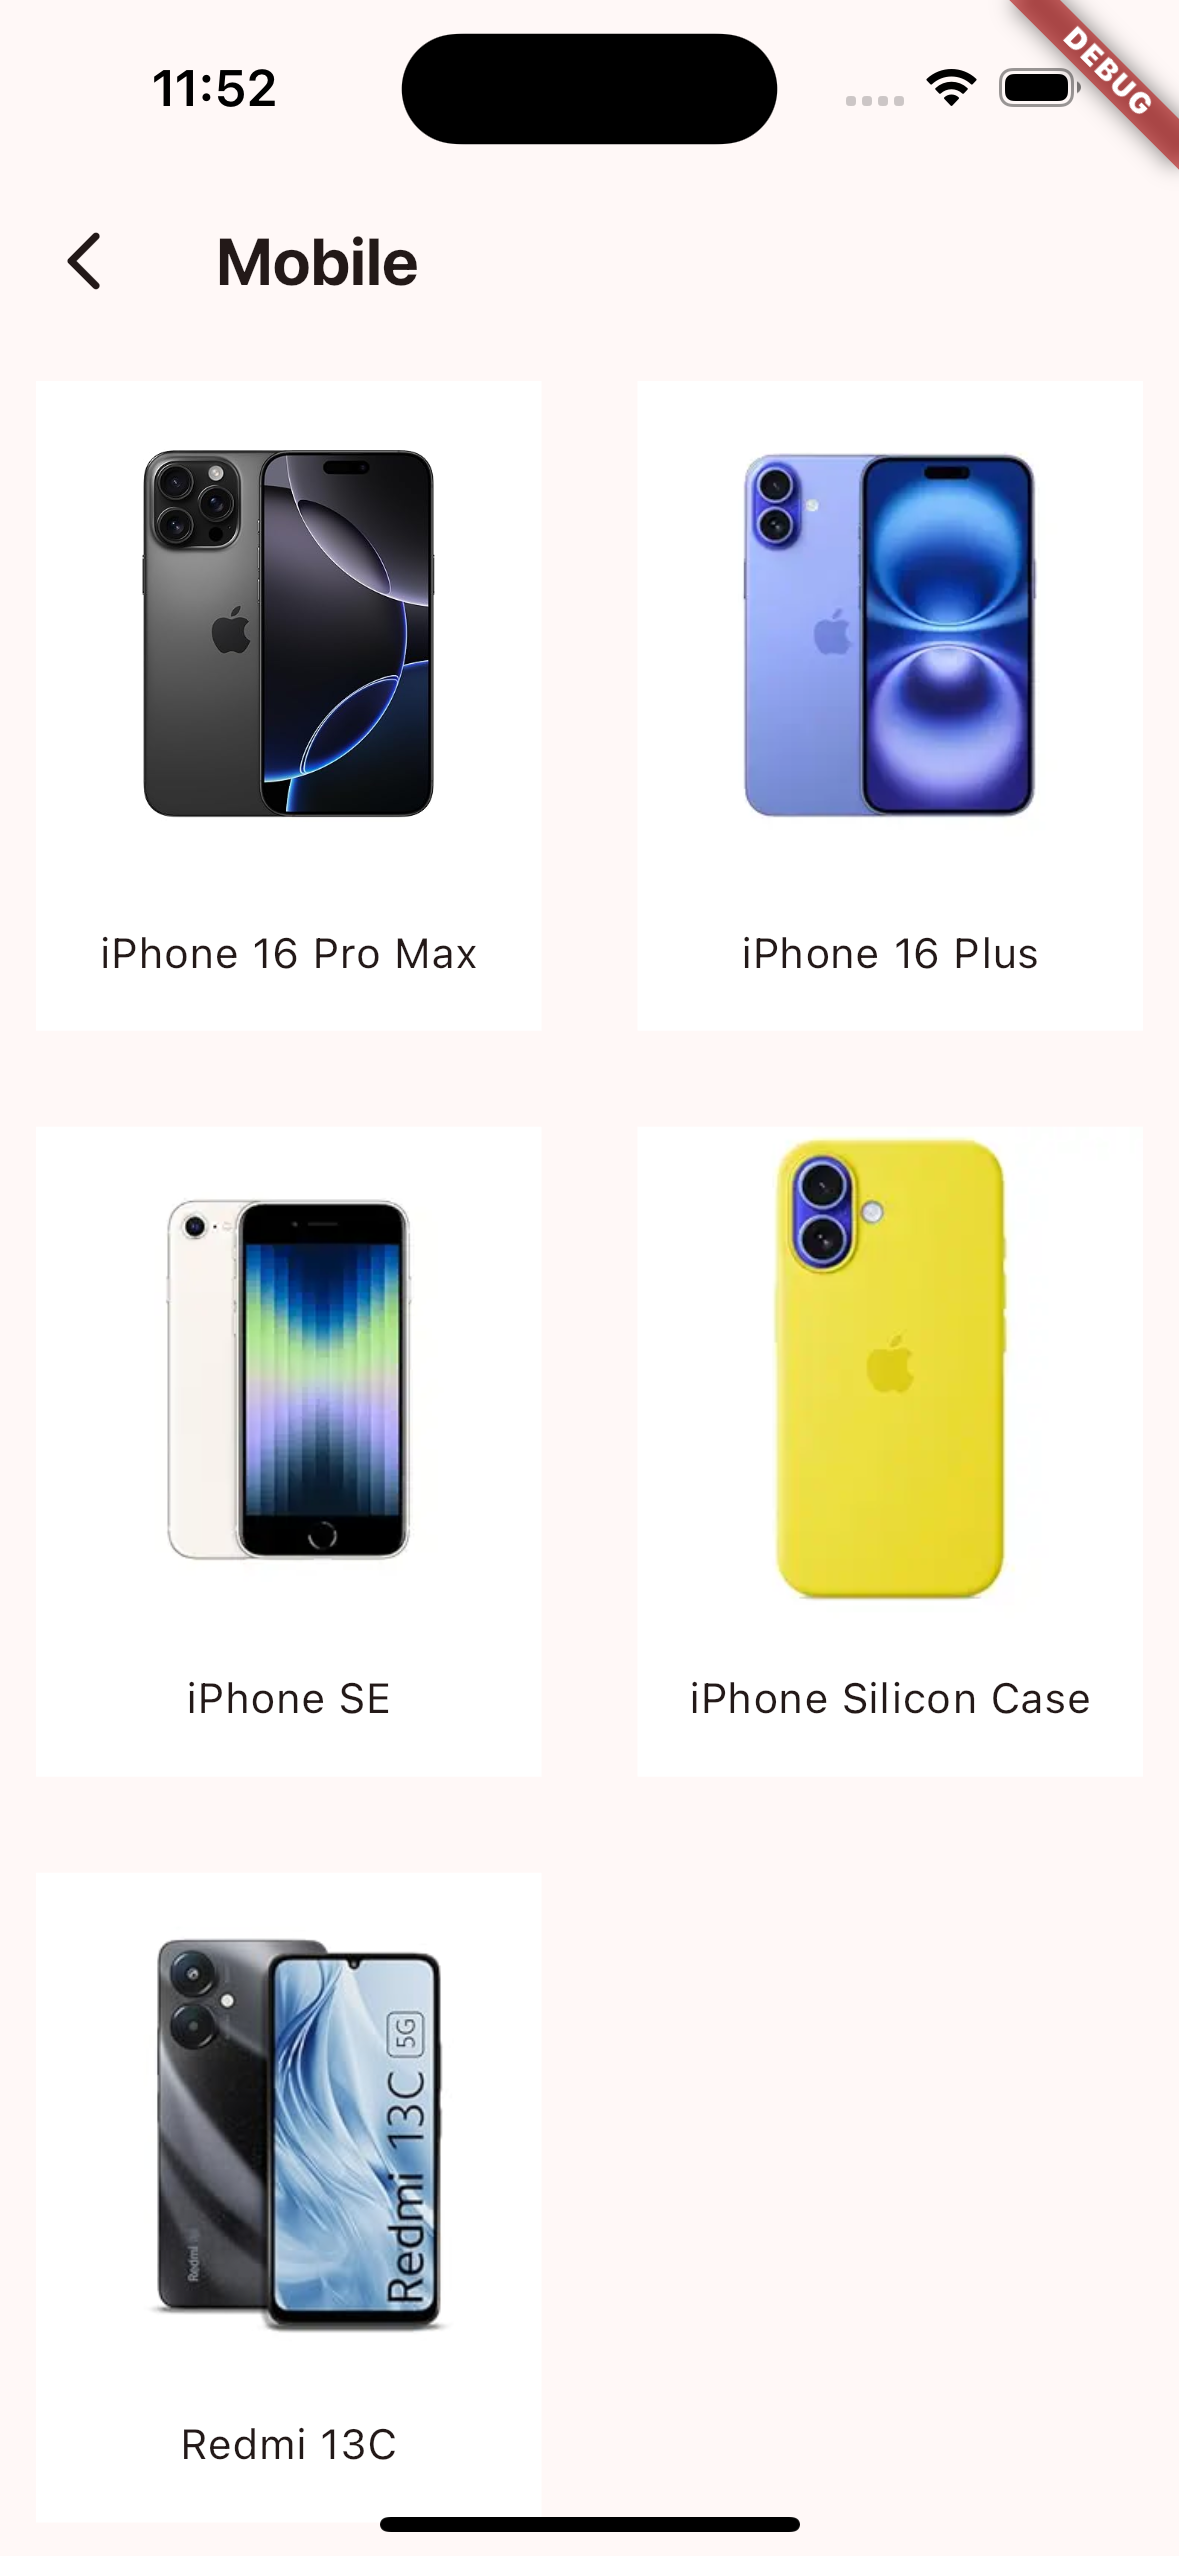 11:52
DEBUG
Mobile
iPhone 16 Pro Max
iPhone 16 Plus
iPhone SE
iPhone Silicon Case
Redmi
Redmi 13C 5G
Redmi 13C